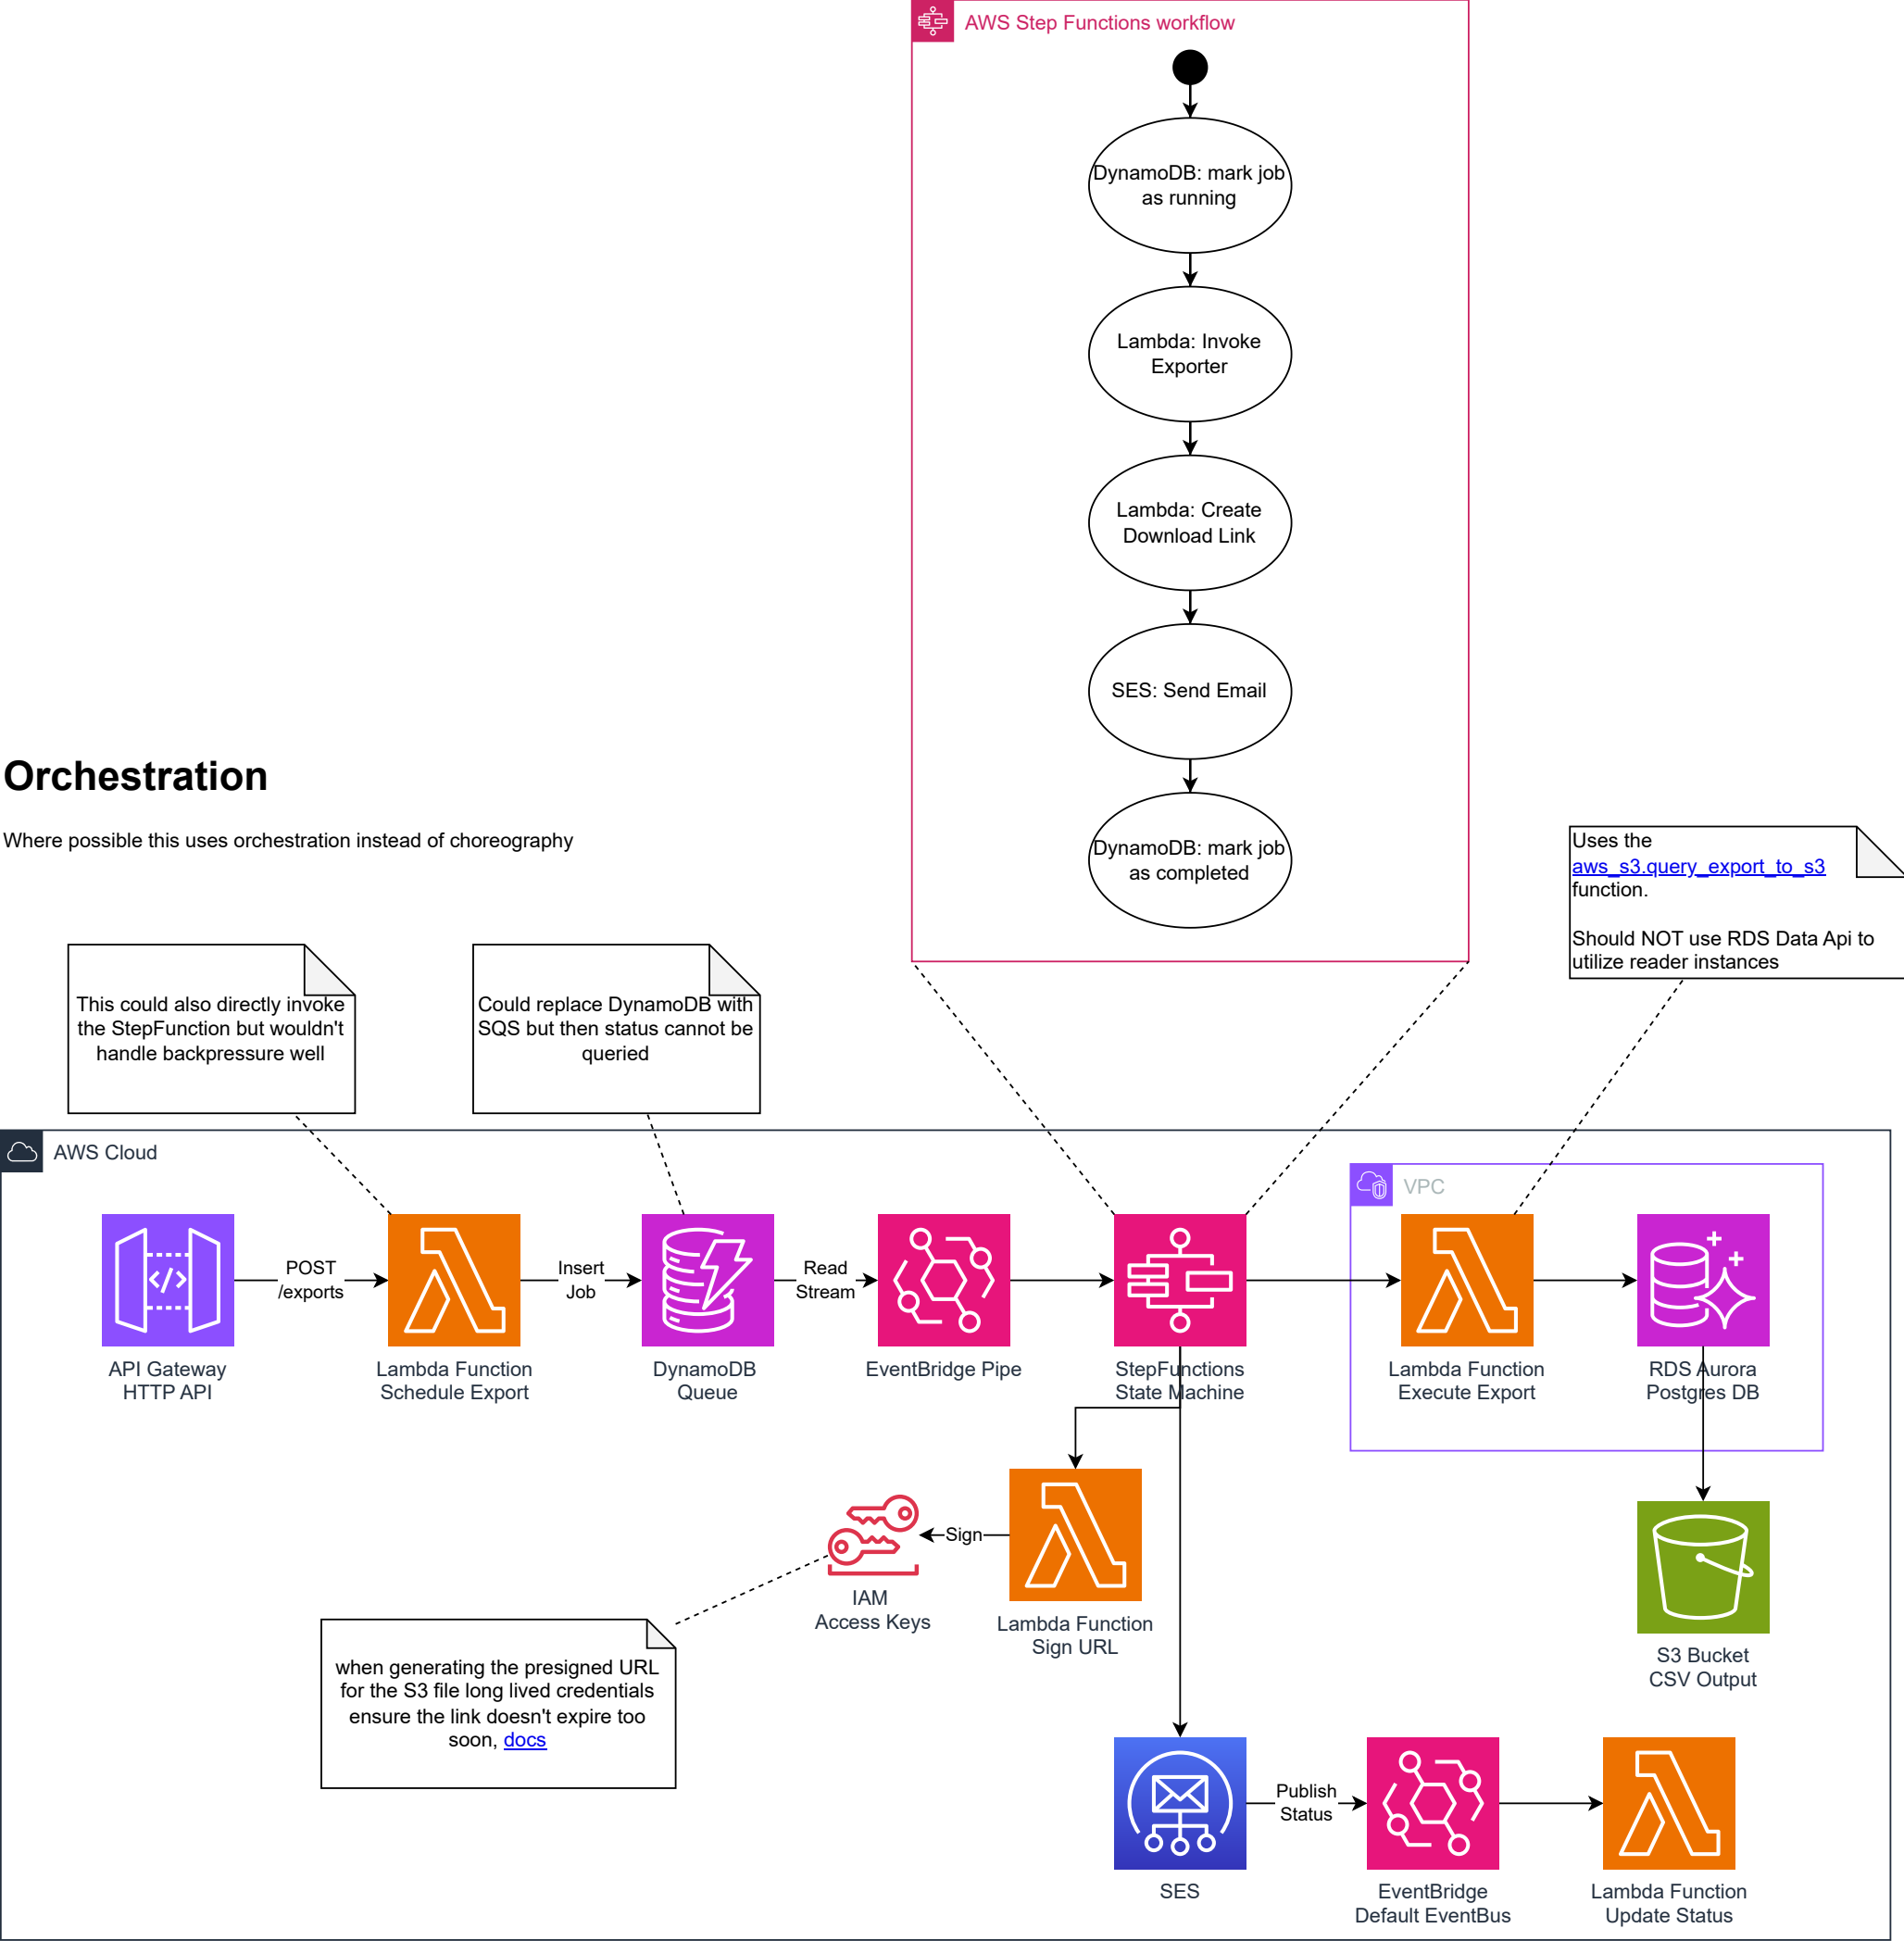 AWS Step Functions workflow
DynamoDB: mark job
as running
Lambda: Invoke
Exporter
Lambda: Create
Download Link
SES: Send Email
DynamoDB: mark job
as completed
Orchestration
Where possible this uses orchestration instead of choreography
Uses the
aws_s3.query_export_to_s3
function.
Should NOT use RDS Data Api to
utilize reader instances
This could also directly invoke
the StepFunction but wouldn't
handle backpressure well
Could replace DynamoDB with
SQS but then status cannot be
queried
AWS Cloud
VPC
POST
/exports
Insert
Job
Read
Stream
API Gateway
HTTP API
Lambda Function
Schedule Export
DynamoDB
Queue
EventBridge Pipe
StepFunctions
State Machine
Lambda Function
Execute Export
RDS Aurora
Postgres DB
Sign
IAM
Access Keys
Lambda Function
Sign URL
S3 Bucket
CSV Output
when generating the presigned URL
for the S3 file long lived credentials
ensure the link doesn't expire too
soon, docs
Publish
Status
SES
EventBridge
Default EventBus
Lambda Function
Update Status